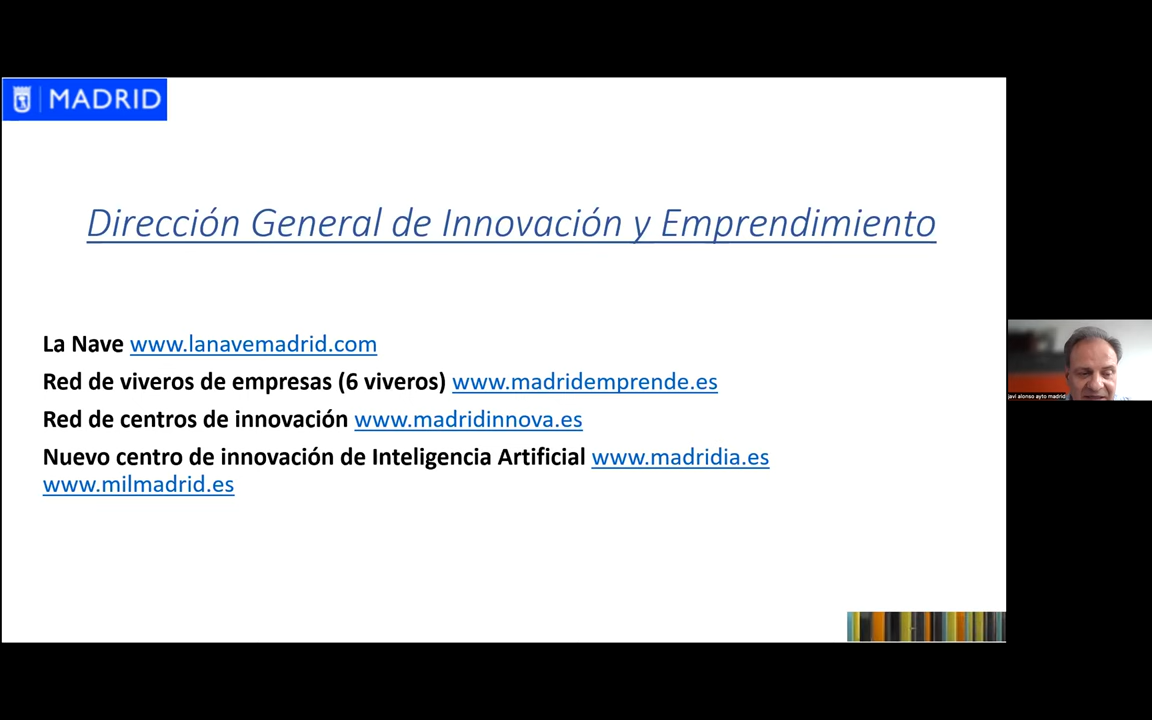 MADRID
Dirección General de Innovación y Emprendimiento
La Nave www.lanavemadrid.com
Red de viveros de empresas (6 viveros) www.madridemprende.es
Red de centros de innovación www.madridinnova.es
Nuevo centro de innovación de Inteligencia Artificial www.madridia.es
www.milmadrid.es
javi alonso ayto madrid